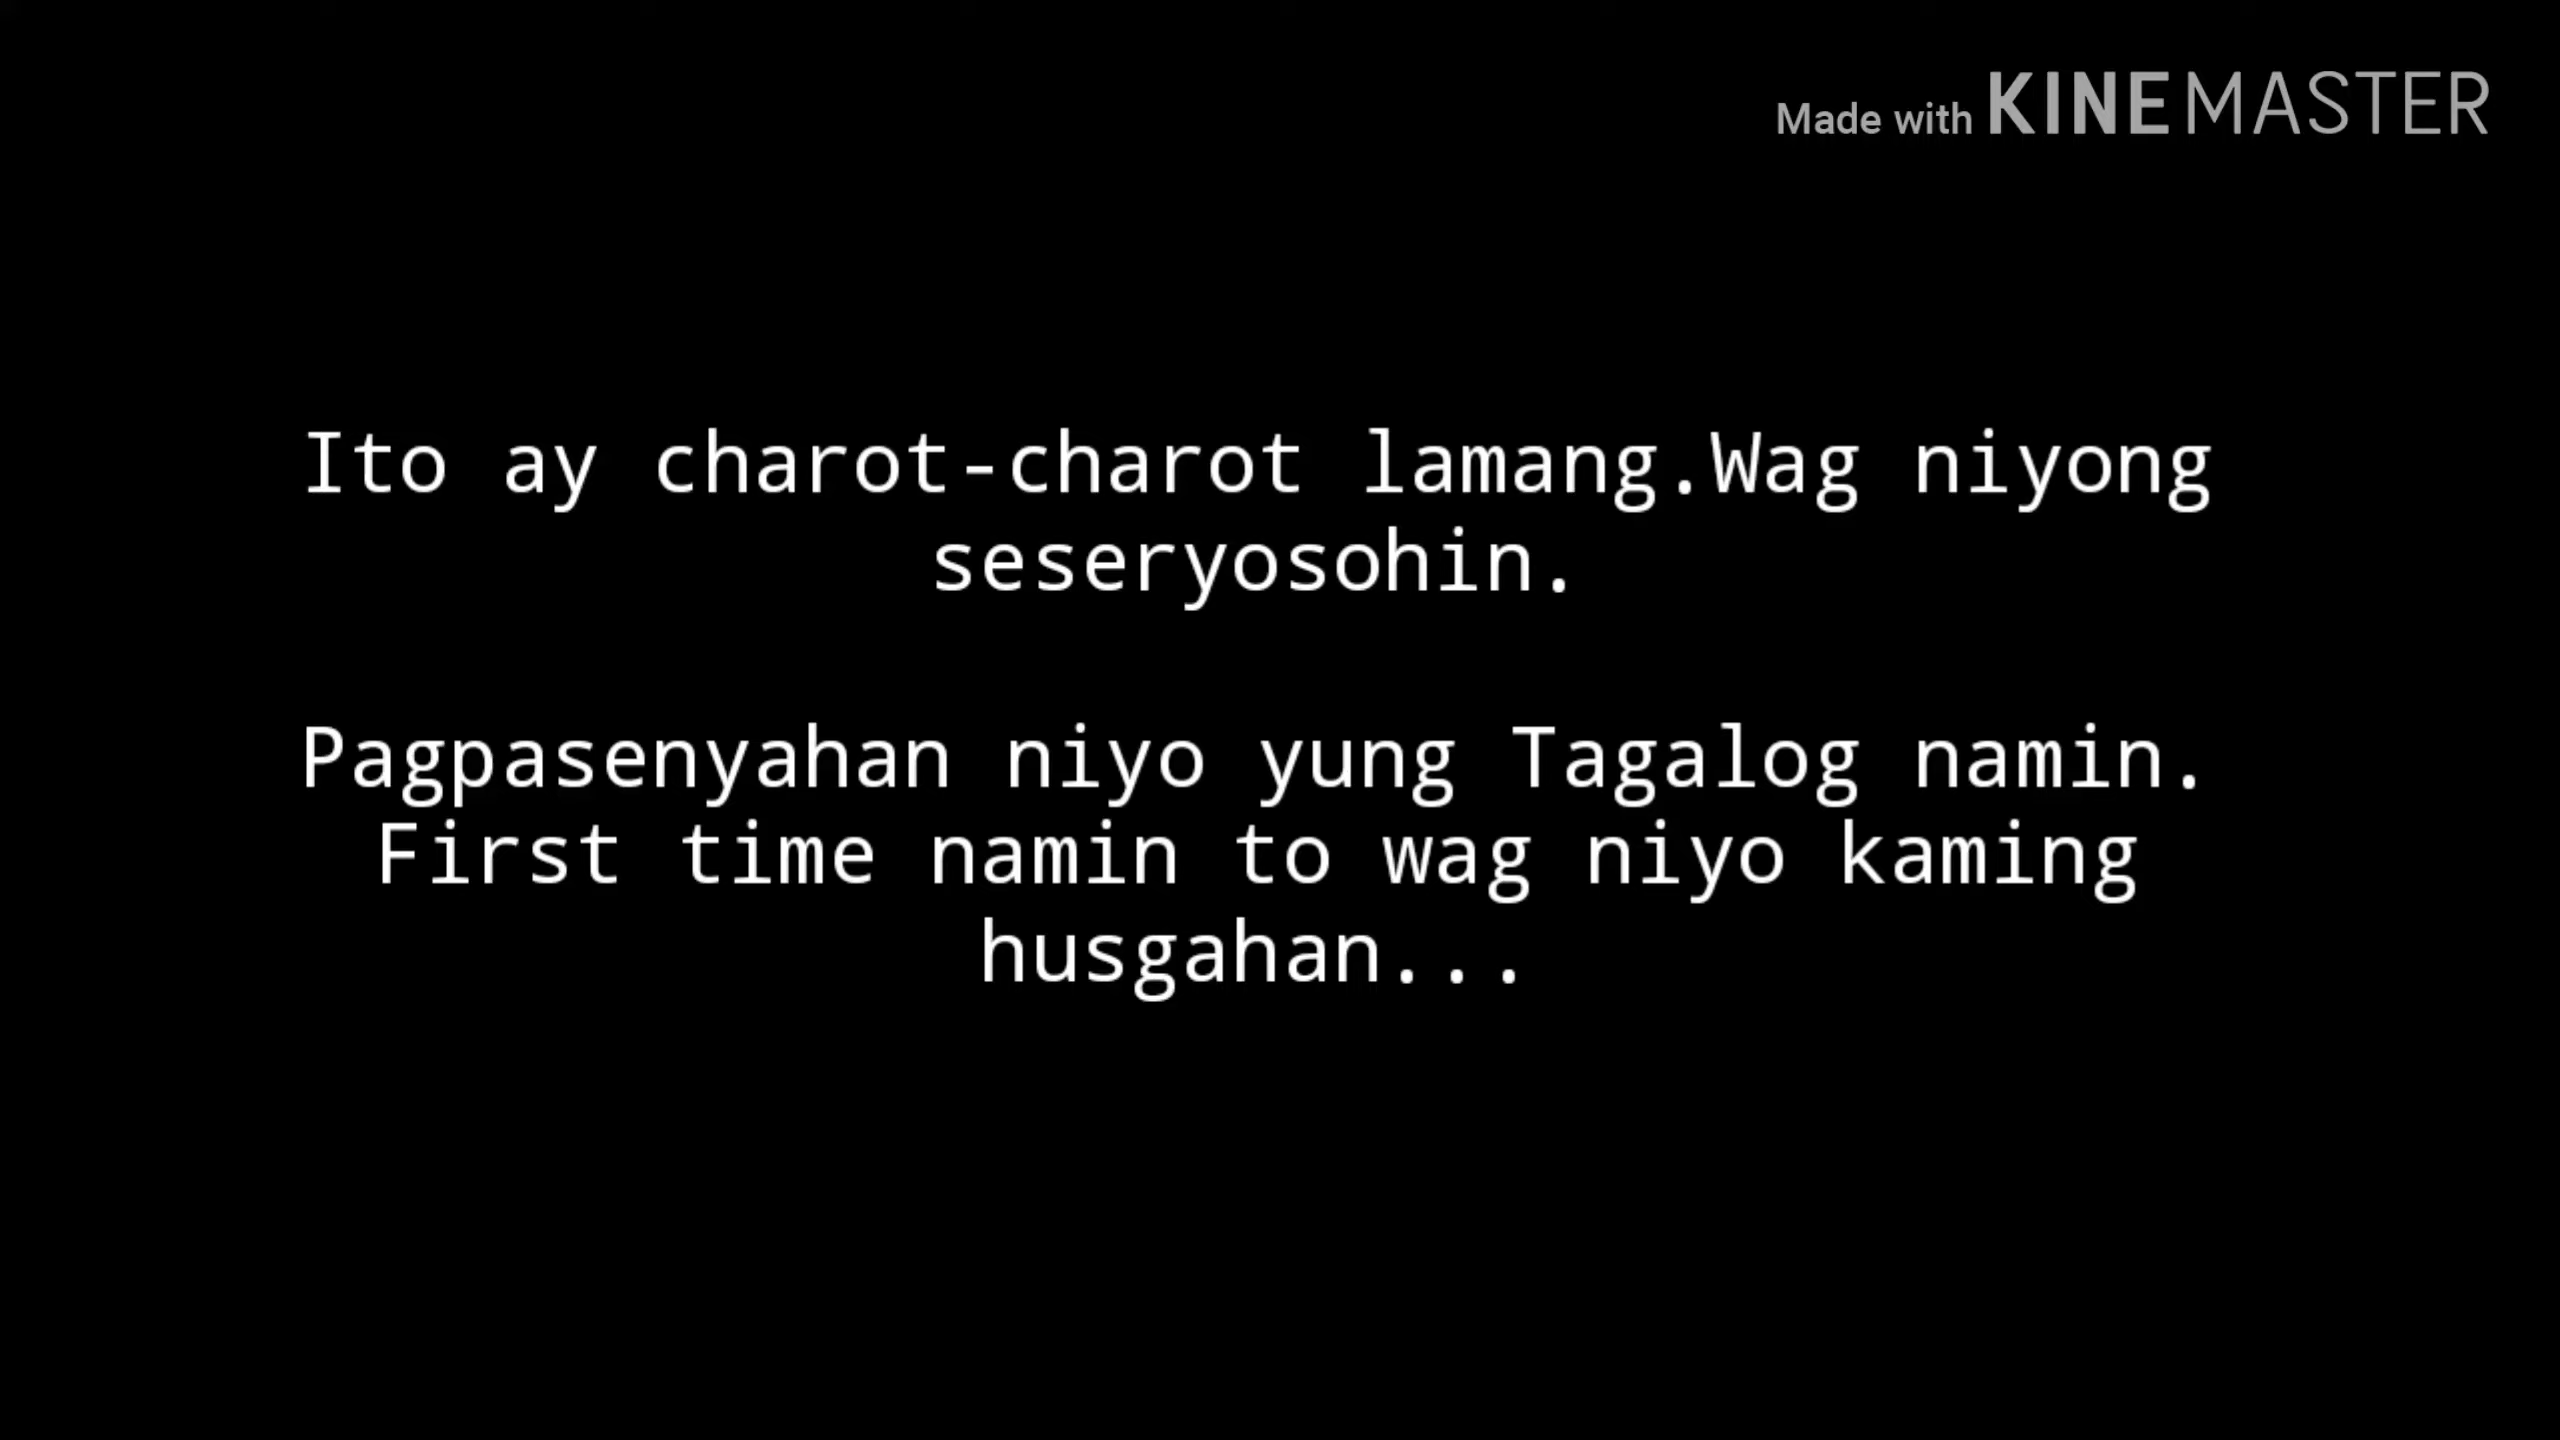 Made with KINEMASTER
Ito ay charot-charot lamang.Wag niyong
seseryosohin.
Pagpasenyahan niyo yung Tagalog namin.
First time namin to wag niyo kaming
husgahan...